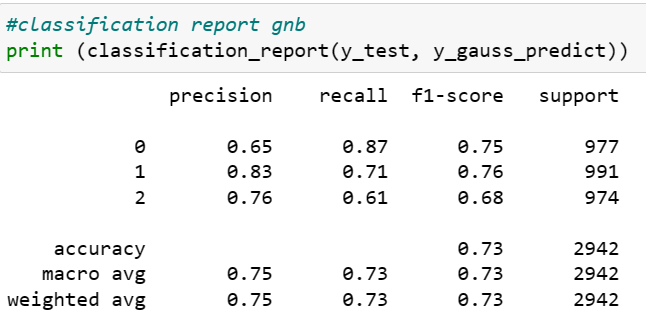 #classification report gnb
print (classification_report(y_test, y_gauss_predict))
precision recall f1-score support
0 0.65 0.87 0.75 977
1 0.83 0.71 0.76 991
2 0.76 0.61 0.68 974
accuracy 0.73 2942
macro avg 0.75 0.73 0.73 2942
weighted avg 0.75 0.73 0.73 2942